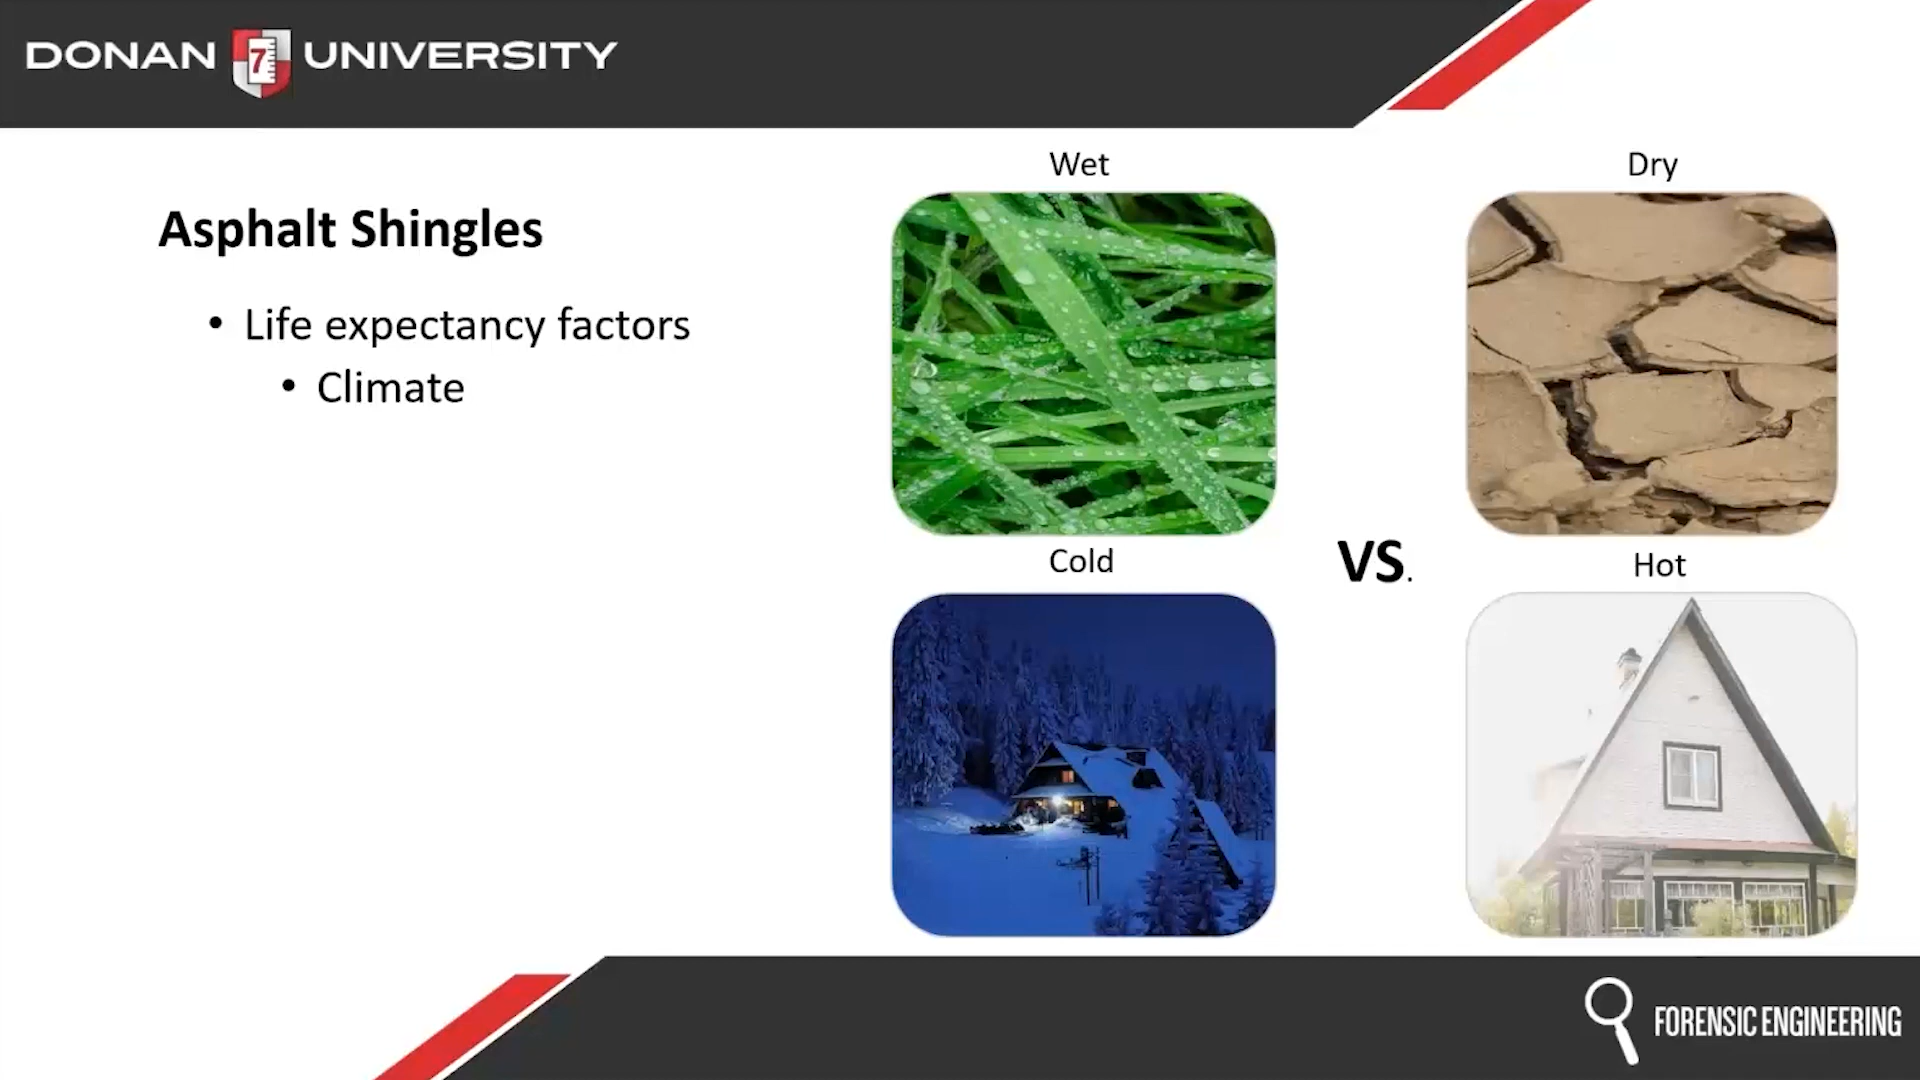 DONAN 7 UNIVERSITY
Asphalt Shingles
• Life expectancy factors
• Climate
Wet
Dry
Cold
VS.
Hot
FORENSIC ENGINEERING